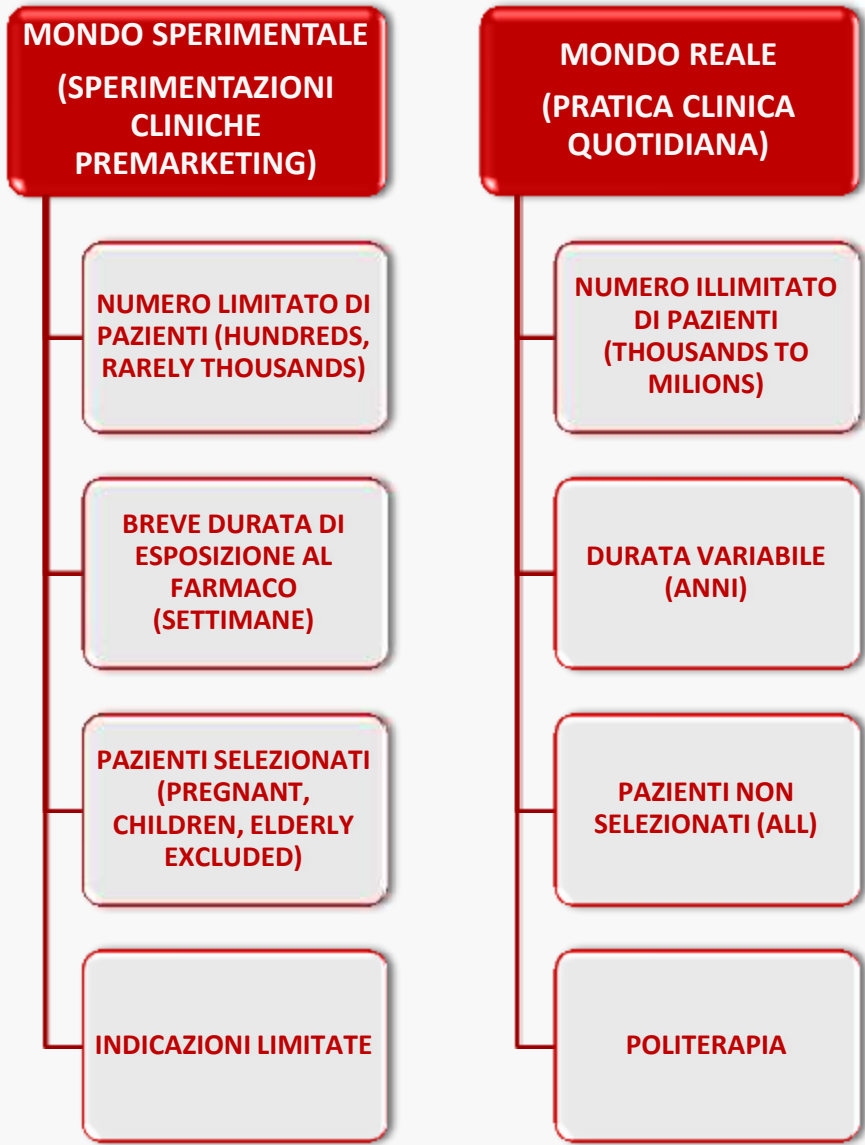 MONDO SPERIMENTALE
(SPERIMENTAZIONI
CLINICHE
PREMARKETING)
NUMERO LIMITATO DI
PAZIENTI (HUNDREDS,
RARELY THOUSANDS)
BREVE DURATA DI
ESPOSIZIONE AL
FARMACO
(SETTIMANE)
PAZIENTI SELEZIONATI
(PREGNANT,
CHILDREN, ELDERLY
EXCLUDED)
INDICAZIONI LIMITATE
MONDO REALE
(PRATICA CLINICA
QUOTIDIANA)
NUMERO ILLIMITATO
DI PAZIENTI
(THOUSANDS TO
MILIONS)
DURATA VARIABILE
(ANNI)
PAZIENTI NON
SELEZIONATI (ALL)
POLITERAPIA